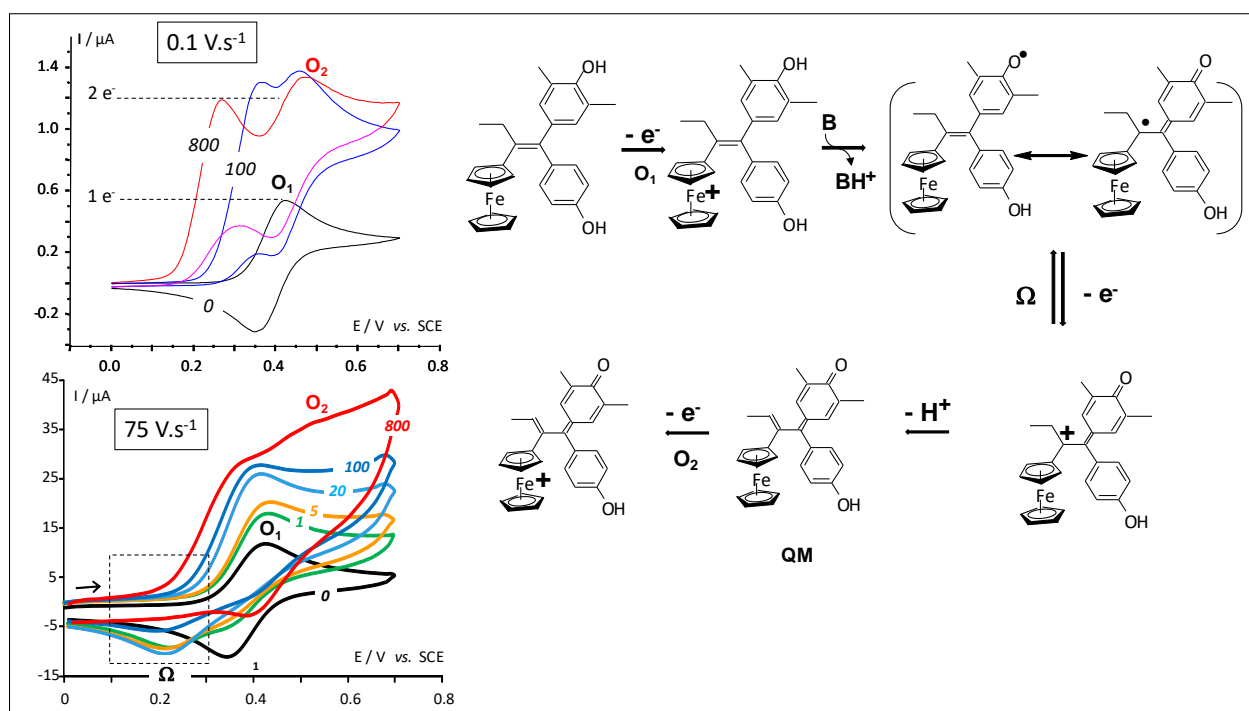 I / µA
0.1 V.s-1
1.4
1.0
0.6
0.2
-0.2
2 e-
1 e-
O2
O1
800
100
0
E / V vs. SCE
0.0
0.2
0.4
0.6
0.8
45
35
25
15
5
-5
-15
I / µA
75 V.s-1
O2
800
100
20
5
1
O1
0
Ω
1
E / V vs. SCE
0
0.2
0.4
0.6
0.8
OH
Fe
OH
- e-
O1
OH
Fe
+
OH
B
BH+
O•
Fe
OH
O
•
Fe
OH
Ω
- e-
O
+
Fe
OH
- H+
O
Fe
OH
QM
- e-
O2
O
Fe
+
OH